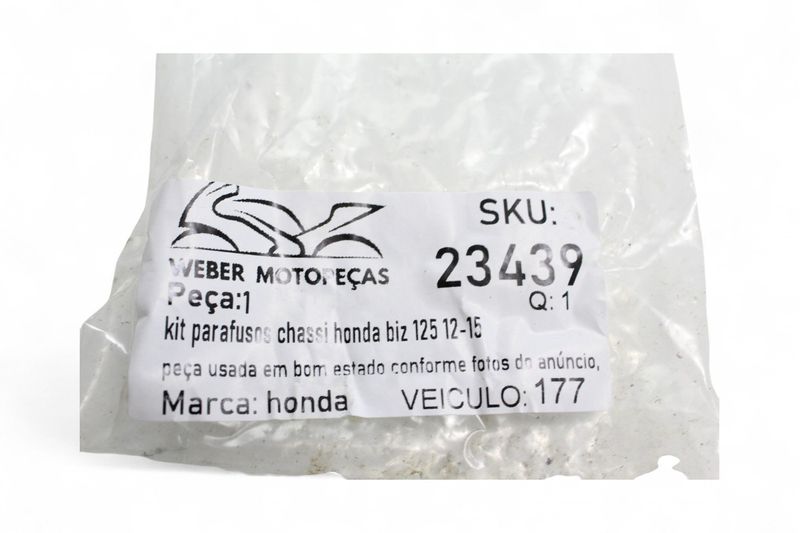 SKU:
23439
Q: 1
WEBER MOTOPEÇAS
Peça:1
kit parafusos chassi honda biz 125 12-15
peça usada em bom estado conforme fotos do anúncio,
Marca: honda VEICULO: 177